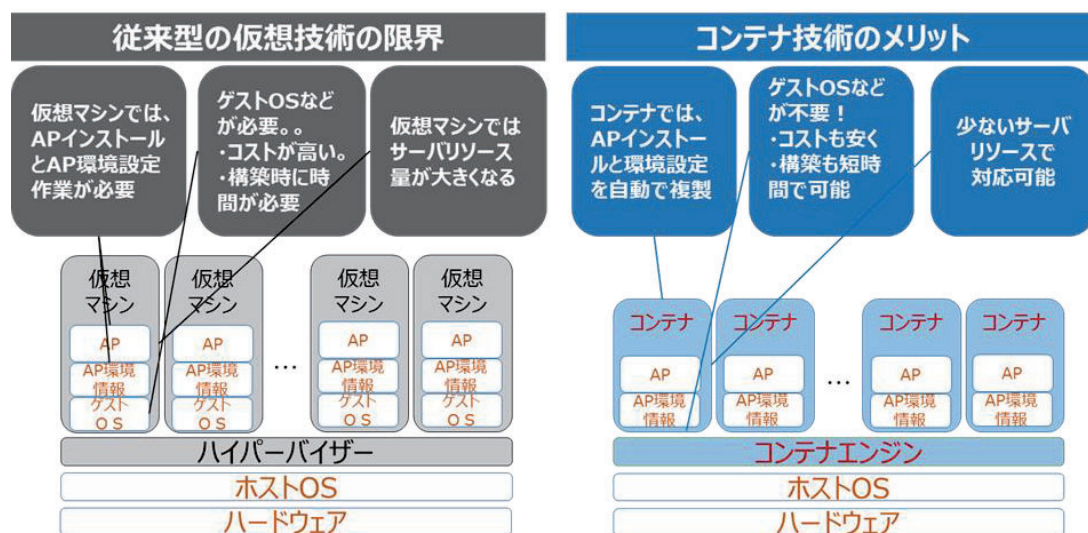 従来型の仮想技術の限界
仮想マシンでは、
APインストール
とAP環境設定
作業が必要
ゲストOSなど
が必要。。
・コストが高い。
・構築時に時
間が必要
仮想マシンでは
サーバリソース
量が大きくなる
仮想
マシン
AP
AP環境
情報
ゲスト
OS
仮想
マシン
AP
AP環境
情報
ゲスト
OS
…
仮想
マシン
AP
AP環境
情報
ゲスト
OS
仮想
マシン
AP
AP環境
情報
ゲスト
OS
ハイパーバイザー
ホストOS
ハードウェア
コンテナ技術のメリット
コンテナでは、
APインストー
ルと環境設定
を自動で複製
ゲストOSなど
が不要！
・コストも安く
・構築も短時
間で可能
少ないサーバ
リソースで
対応可能
コンテナ
AP
AP環境
情報
コンテナ
AP
AP環境
情報
…
コンテナ
AP
AP環境
情報
コンテナ
AP
AP環境
情報
コンテナエンジン
ホストOS
ハードウェア